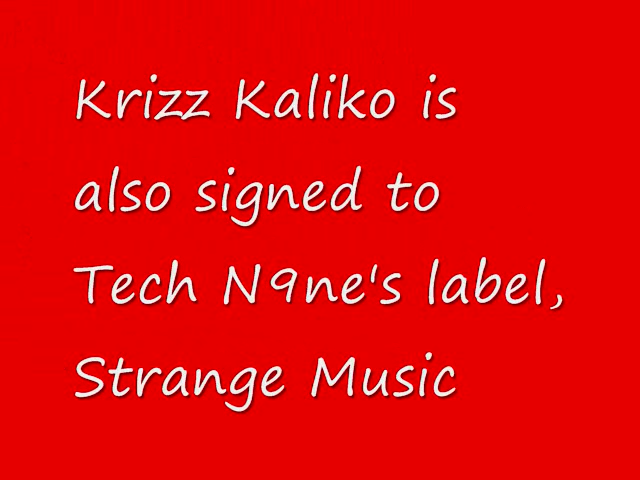 Krizz Kaliko is
also signed to
Tech N9ne's label,
Strange Music